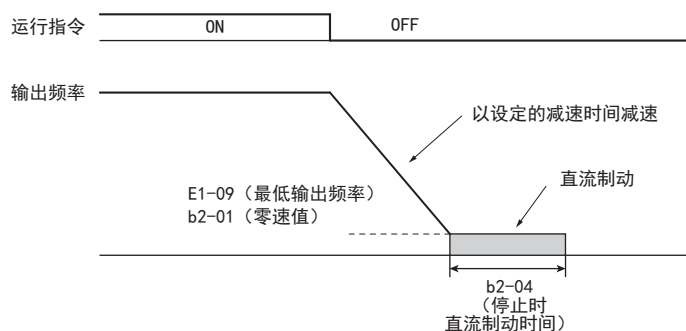 运行指令
ON
OFF
输出频率
以设定的减速时间减速
E1-09（最低输出频率）
b2-01（零速值）
直流制动
b2-04
（停止时
直流制动时间）